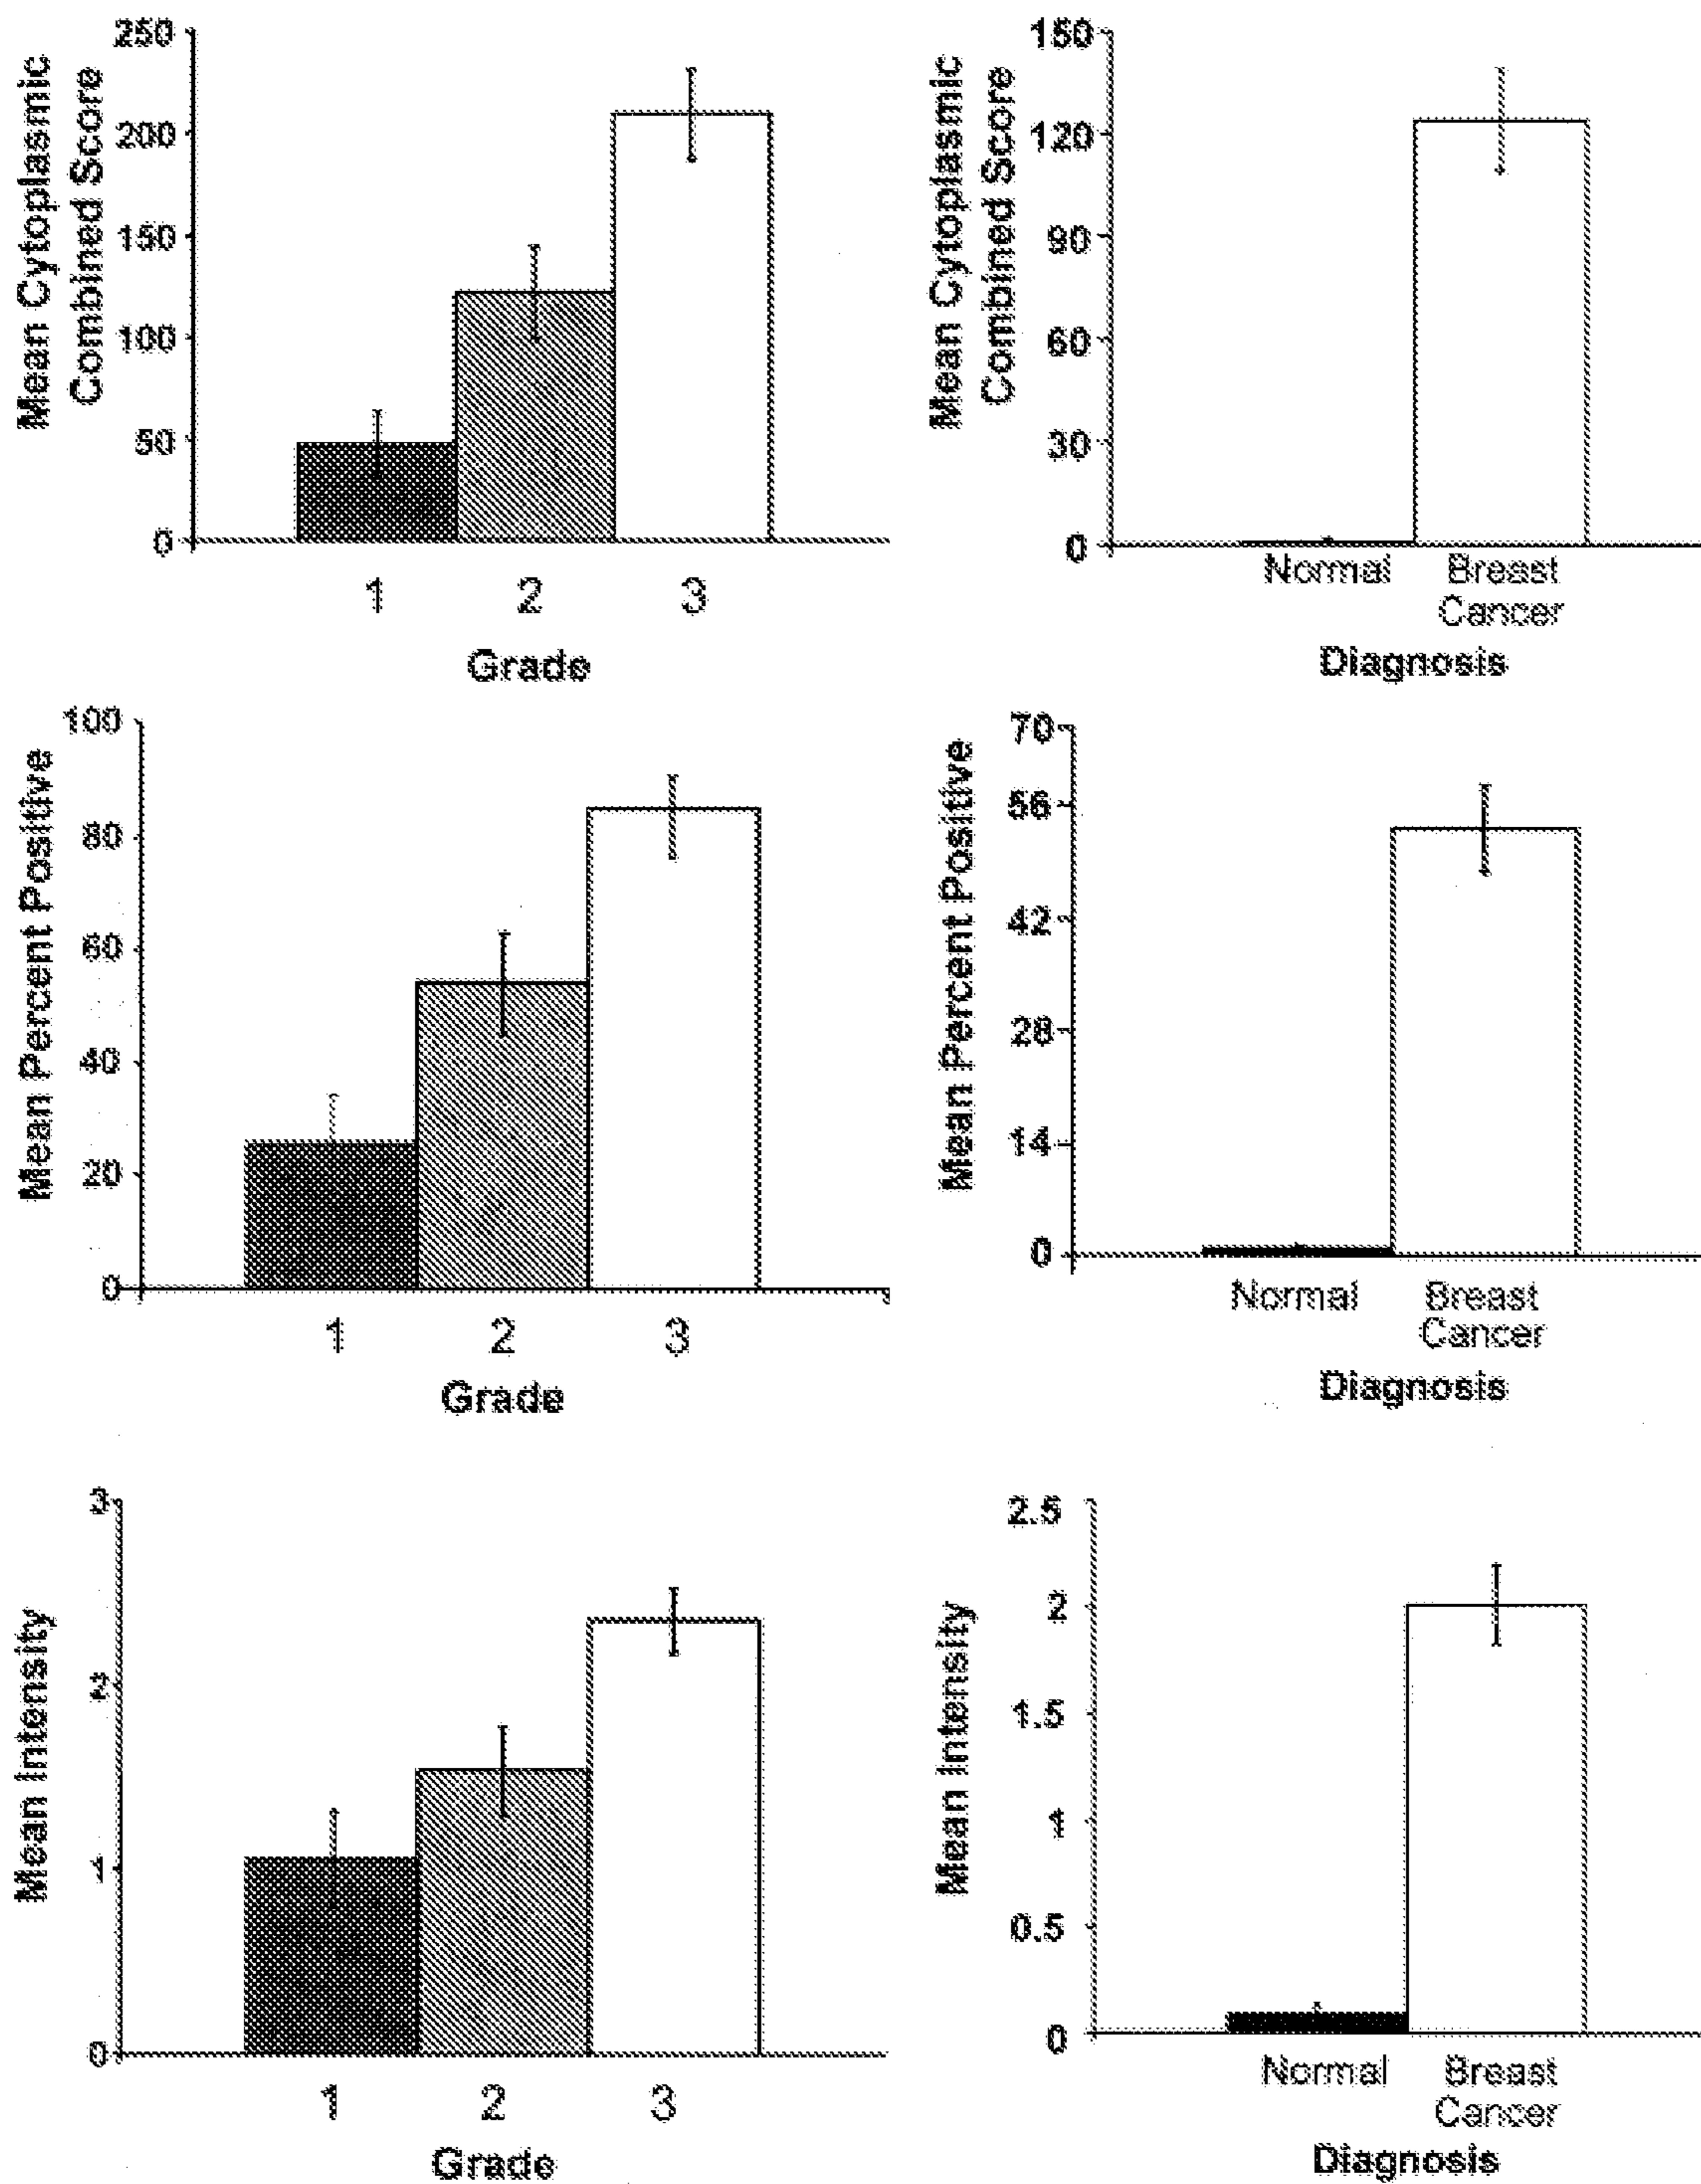 Mean Cytoplasmic
Combined Score
250
200
150
100
50
0
1 2 3
Grade
Mean Cytoplasmic
Combined Score
150
120
90
60
30
0
Normal Breast
Cancer
Diagnosis
Mean Percent Positive
100
80
60
40
20
0
1 2 3
Grade
Mean Percent Positive
70
56
42
28
14
0
Normal Breast
Cancer
Diagnosis
Mean Intensity
3
2
1
0
1 2 3
Grade
Mean Intensity
2.5
2
1.5
1
0.5
0
Normal Breast
Cancer
Diagnosis